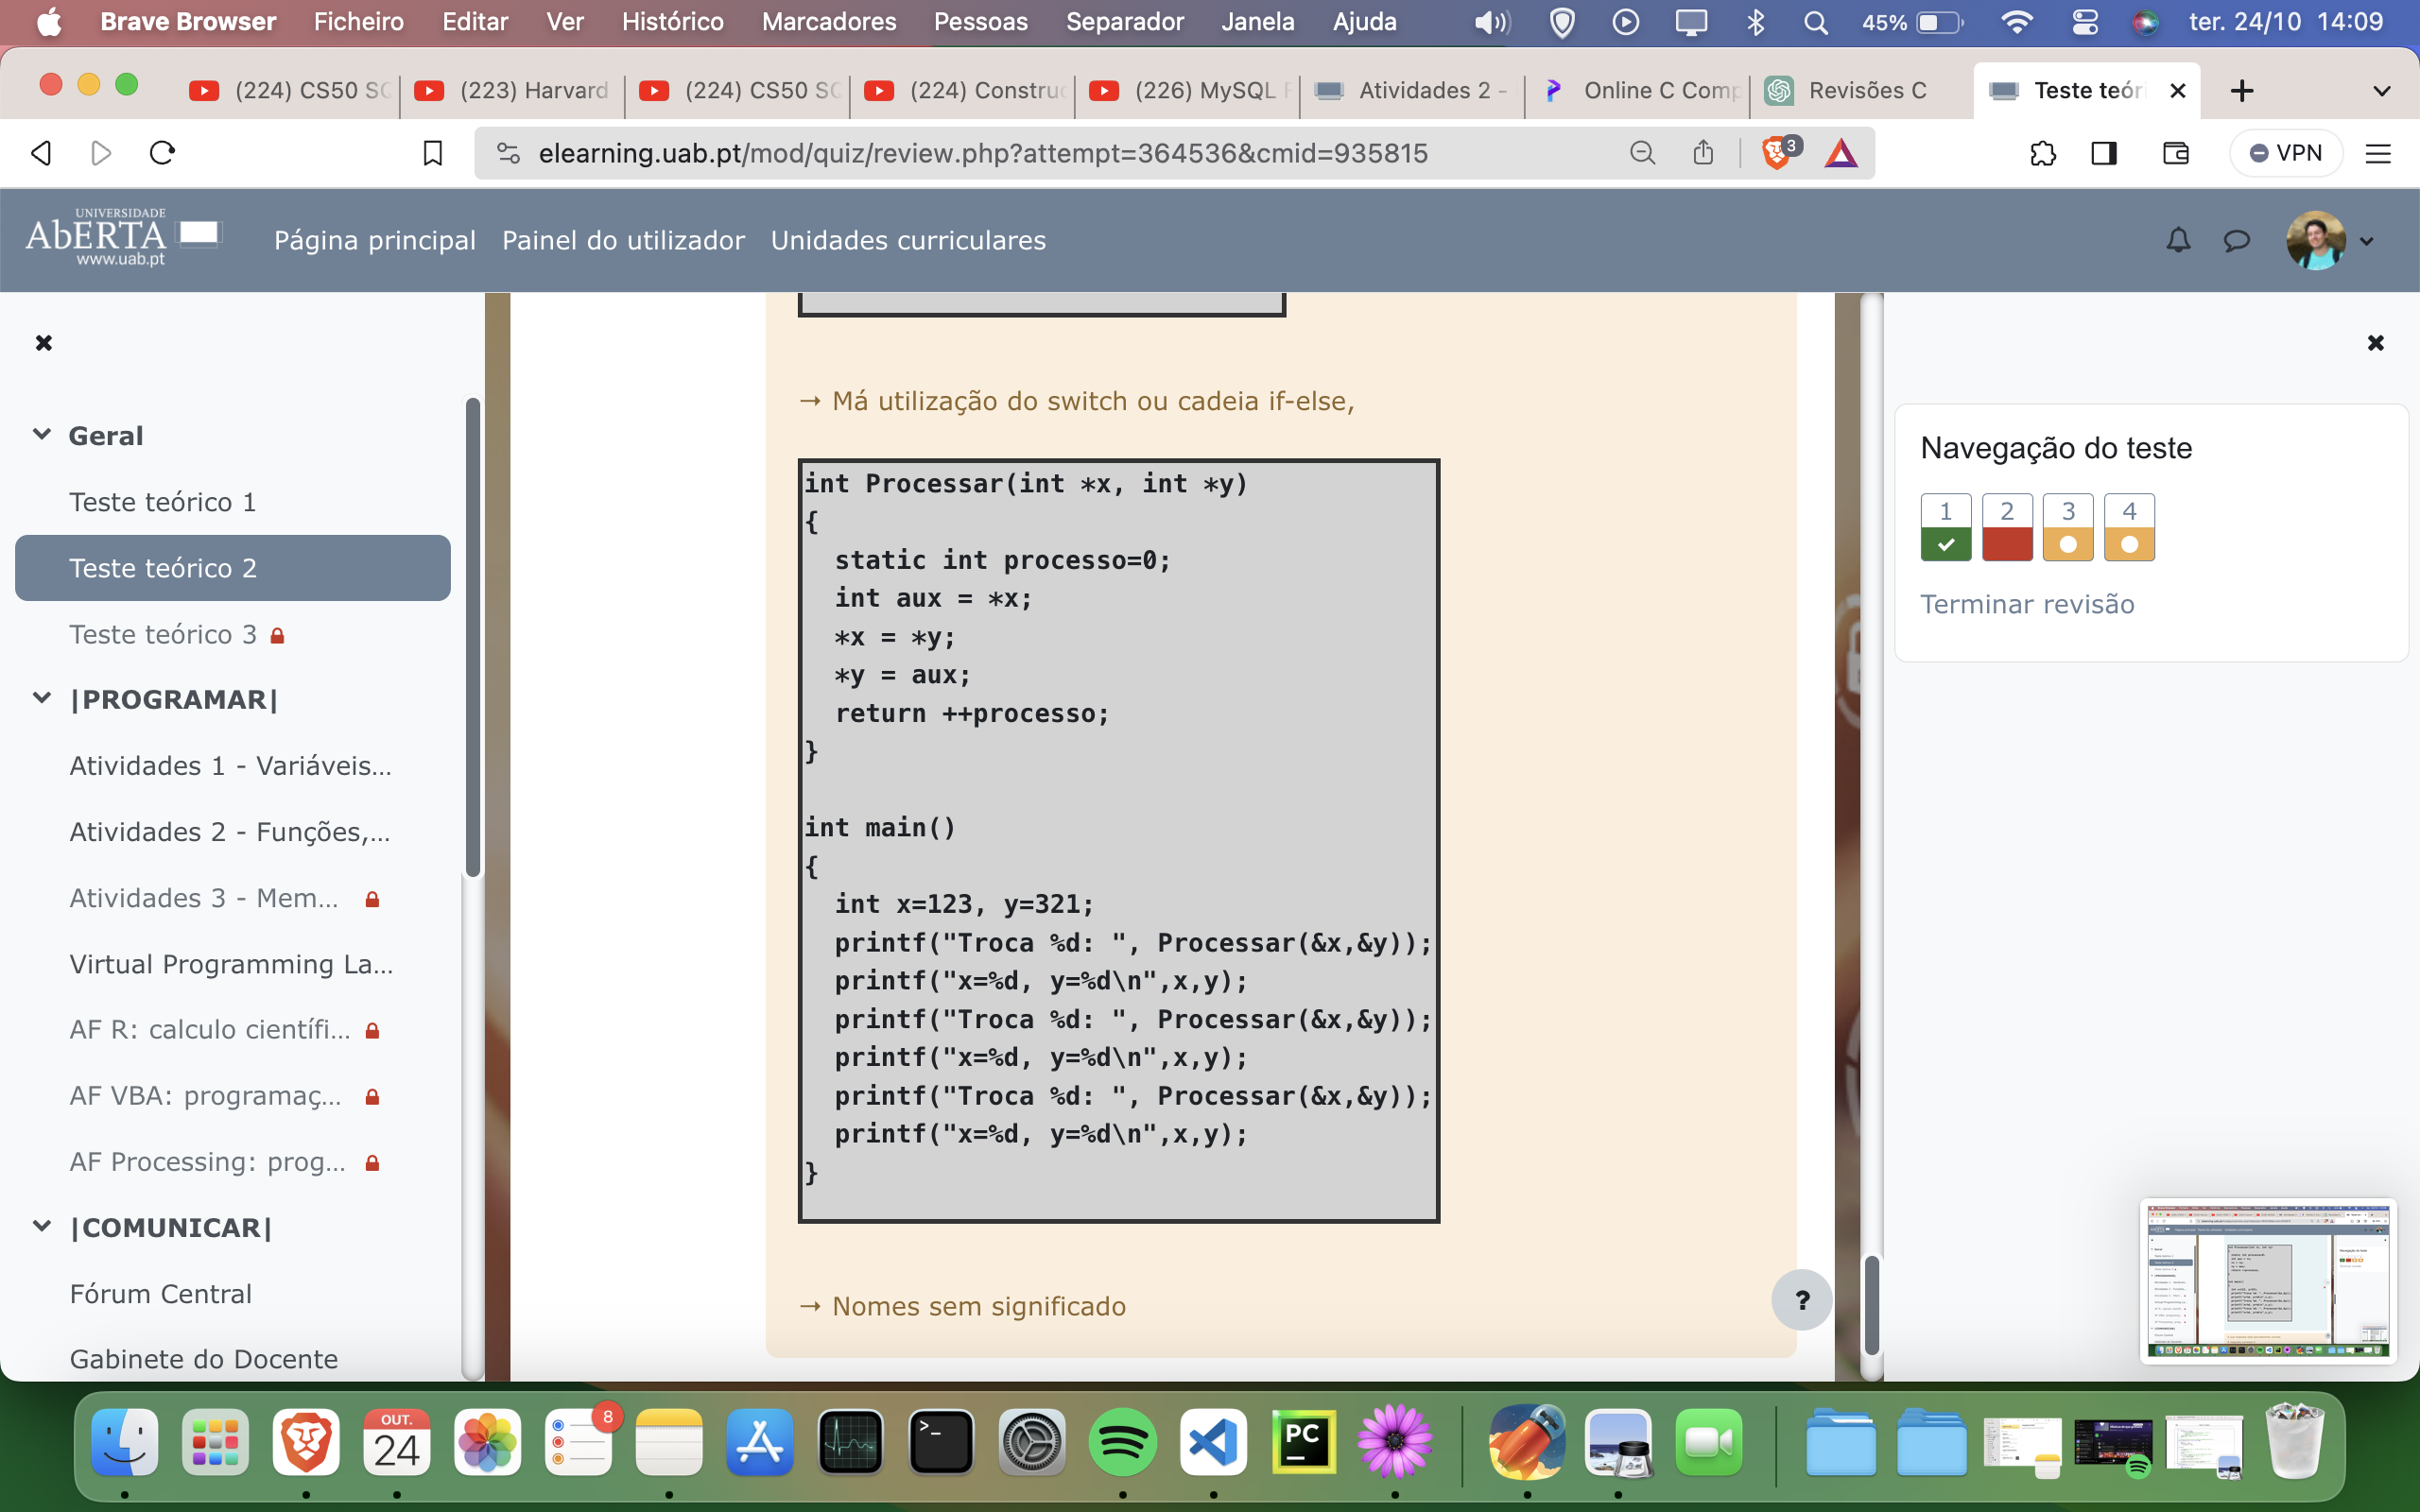 Brave Browser Ficheiro Editar Ver Histórico Marcadores Pessoas Separador Janela Ajuda 45% ter. 24/10 14:09
(224) CS50 SQ (223) Harvard (224) CS50 SQ (224) Construc (226) MySQL Atividades 2 - Online C Comp Revisões C Teste teóri
elearning.uab.pt/mod/quiz/review.php?attempt=364536&cmid=935815 3 VPN
UNIVERSIDADE
AbERTA
www.uab.pt
Página principal Painel do utilizador Unidades curriculares
Geral
Teste teórico 1
Teste teórico 2
Teste teórico 3
|PROGRAMAR|
Atividades 1 - Variáveis...
Atividades 2 - Funções,...
Atividades 3 - Mem...
Virtual Programming La...
AF R: calculo científi...
AF VBA: programaç...
AF Processing: prog...
|COMUNICAR|
Fórum Central
Gabinete do Docente
→ Má utilização do switch ou cadeia if-else,
int Processar(int *x, int *y)
{
static int processo=0;
int aux = *x;
*x = *y;
*y = aux;
return ++processo;
}
int main()
{
int x=123, y=321;
printf("Troca %d: ", Processar(&x,&y));
printf("x=%d, y=%d\n",x,y);
printf("Troca %d: ", Processar(&x,&y));
printf("x=%d, y=%d\n",x,y);
printf("Troca %d: ", Processar(&x,&y));
printf("x=%d, y=%d\n",x,y);
}
→ Nomes sem significado
?
Navegação do teste
1 2 3 4
Terminar revisão
OUT.
24
8
>_
PC